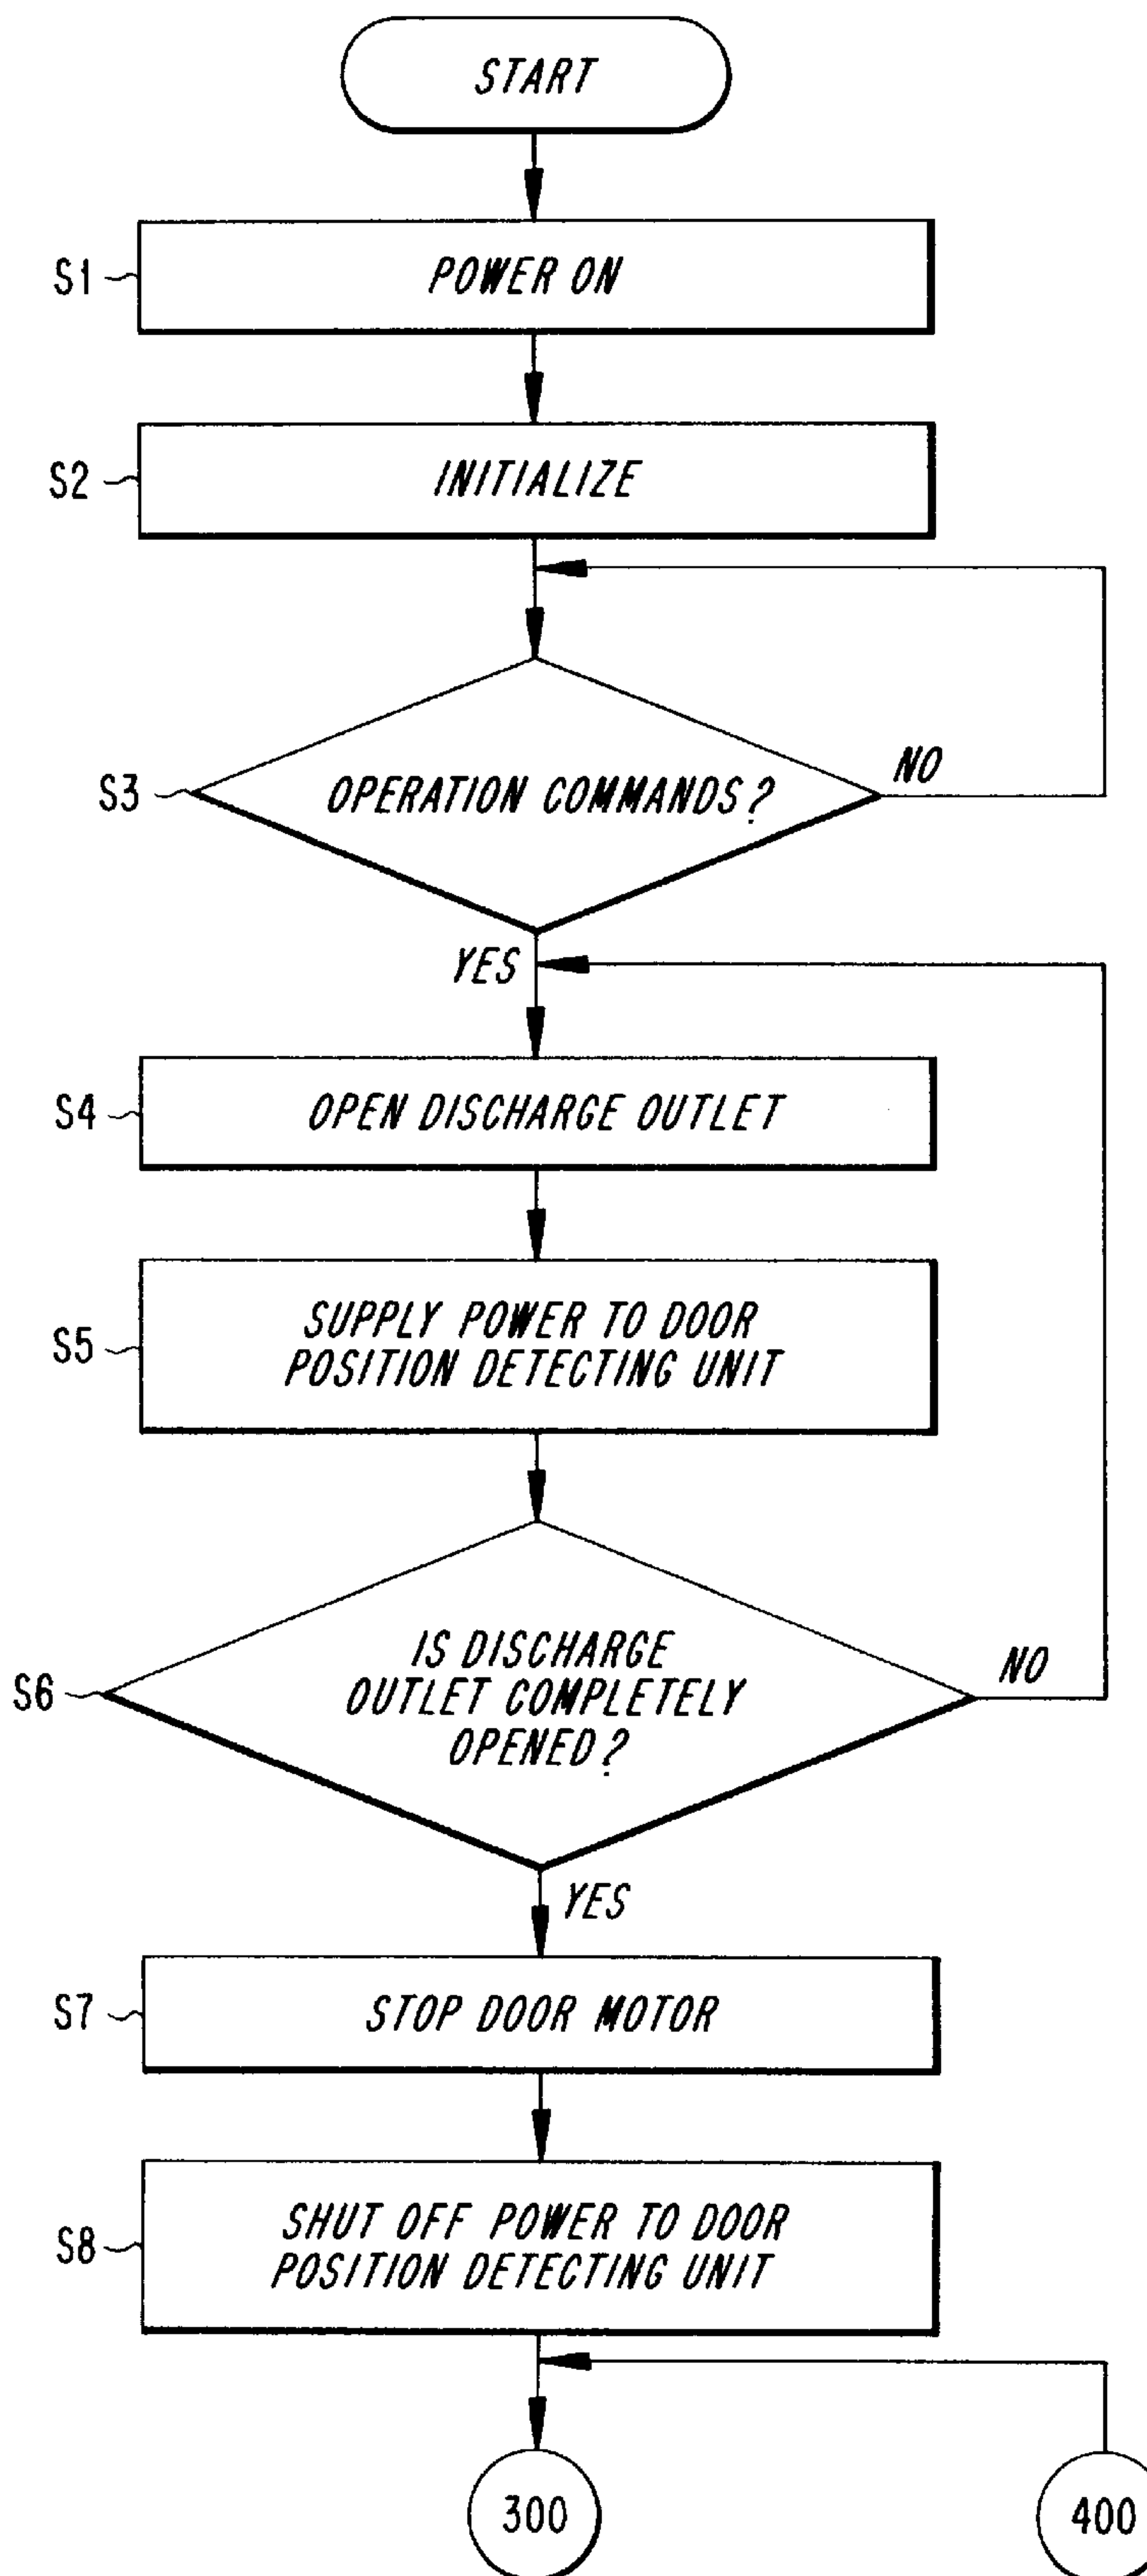 START
S1
POWER ON
S2
INITIALIZE
S3
OPERATION COMMANDS?
NO
YES
S4
OPEN DISCHARGE OUTLET
S5
SUPPLY POWER TO DOOR
POSITION DETECTING UNIT
S6
IS DISCHARGE
OUTLET COMPLETELY
OPENED?
NO
YES
S7
STOP DOOR MOTOR
S8
SHUT OFF POWER TO DOOR
POSITION DETECTING UNIT
300
400